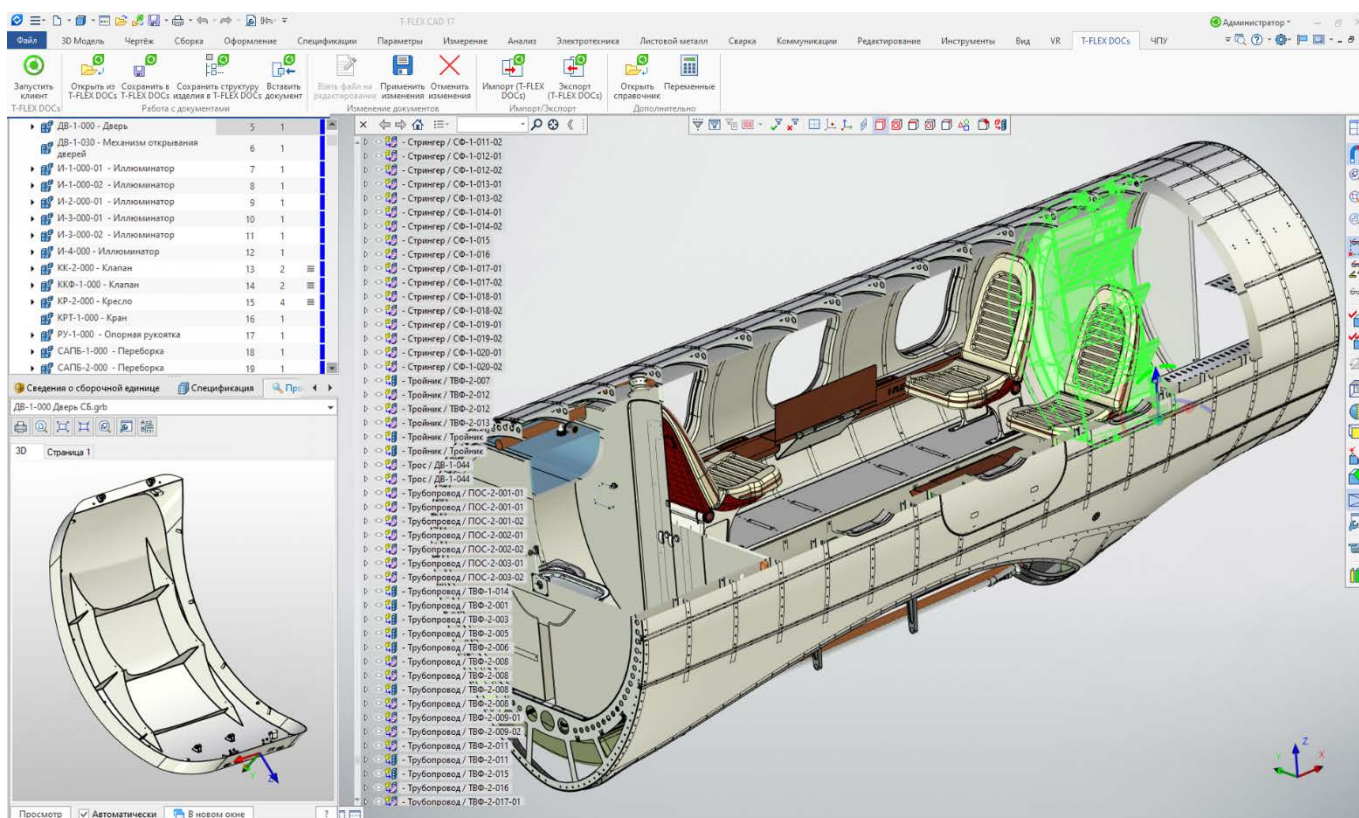 T-FLEX CAD 17
Администратор
Файл 3D Модель Чертёж Сборка Оформление Спецификации Параметры Измерение Анализ Электротехника Листовой металл Сварка Коммуникации Редактирование Инструменты Вид VR T-FLEX DOCs ЧПУ
Запустить клиент
Открыть из T-FLEX DOCs
Сохранить в T-FLEX DOCs
Сохранить структуру изделия в T-FLEX DOCs
Вставить документ
Взять файл на редактирование
Применить изменения
Отменить изменения
Импорт (T-FLEX DOCs)
Экспорт (T-FLEX DOCs)
Открыть справочник
Переменные
T-FLEX DOCs Работа с документами Изменение документов Импорт/Экспорт Дополнительно
ДВ-1-000 - Дверь 5 1
ДВ-1-030 - Механизм открывания
дверей 6 1
И-1-000-01 - Иллюминатор 7 1
И-1-000-02 - Иллюминатор 8 1
И-2-000-01 - Иллюминатор 9 1
И-3-000-01 - Иллюминатор 10 1
И-3-000-02 - Иллюминатор 11 1
И-4-000 - Иллюминатор 12 1
КК-2-000 - Клапан 13 2
ККФ-1-000 - Клапан 14 2
КР-2-000 - Кресло 15 4
КРТ-1-000 - Кран 16 1
РУ-1-000 - Опорная рукоятка 17 1
САПБ-1-000 - Переборка 18 1
САПБ-2-000 - Переборка 19 1
Сведения о сборочной единице Спецификация Про
ДВ-1-000 Дверь СБ.grb
3D Страница 1
Просмотр Автоматически В новом окне ?
- Стрингер / СФ-1-011-02
- Стрингер / СФ-1-012-01
- Стрингер / СФ-1-012-02
- Стрингер / СФ-1-013-01
- Стрингер / СФ-1-013-02
- Стрингер / СФ-1-014-01
- Стрингер / СФ-1-014-02
- Стрингер / СФ-1-015
- Стрингер / СФ-1-016
- Стрингер / СФ-1-017-01
- Стрингер / СФ-1-017-02
- Стрингер / СФ-1-018-01
- Стрингер / СФ-1-018-02
- Стрингер / СФ-1-019-01
- Стрингер / СФ-1-019-02
- Стрингер / СФ-1-020-01
- Стрингер / СФ-1-020-02
- Тройник / ТВФ-2-007
- Тройник / ТВФ-2-012
- Тройник / ТВФ-2-012
- Тройник / ТВФ-2-013
- Тройник / Тройник
- Тройник / Тройник
- Трос / ДВ-1-044
- Трос / ДВ-1-044
- Трубопровод / ПОС-2-001-01
- Трубопровод / ПОС-2-001-01
- Трубопровод / ПОС-2-001-02
- Трубопровод / ПОС-2-002-01
- Трубопровод / ПОС-2-002-02
- Трубопровод / ПОС-2-003-01
- Трубопровод / ПОС-2-003-02
- Трубопровод / ТВФ-1-014
- Трубопровод / ТВФ-2-001
- Трубопровод / ТВФ-2-003
- Трубопровод / ТВФ-2-005
- Трубопровод / ТВФ-2-006
- Трубопровод / ТВФ-2-008
- Трубопровод / ТВФ-2-008
- Трубопровод / ТВФ-2-008
- Трубопровод / ТВФ-2-008
- Трубопровод / ТВФ-2-009-01
- Трубопровод / ТВФ-2-009-02
- Трубопровод / ТВФ-2-011
- Трубопровод / ТВФ-2-011
- Трубопровод / ТВФ-2-015
- Трубопровод / ТВФ-2-016
- Трубопровод / ТВФ-2-017-01
Z
Y X